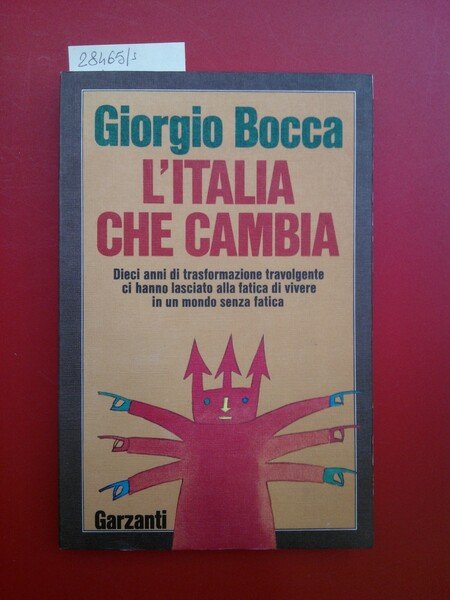 28465/s
Giorgio Bocca
L'ITALIA
CHE CAMBIA
Dieci anni di trasformazione travolgente
ci hanno lasciato alla fatica di vivere
in un mondo senza fatica
Garzanti